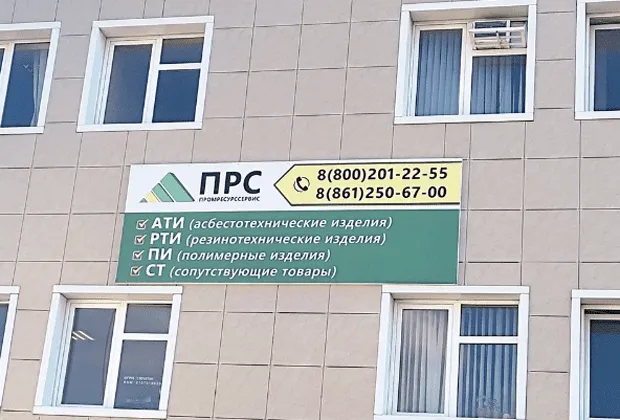 ПРС
ПРОМРЕСУРССЕРВИС
8(800)201-22-55
8(861)250-67-00
АТИ (асбестотехнические изделия)
РТИ (резинотехнические изделия)
ПИ (полимерные изделия)
СТ (сопутствующие товары)